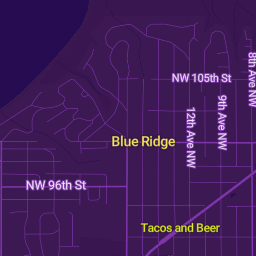 8th Ave NW
NW 105th St
9th Ave NW
12th Ave NW
Blue Ridge
NW 96th St
Tacos and Beer